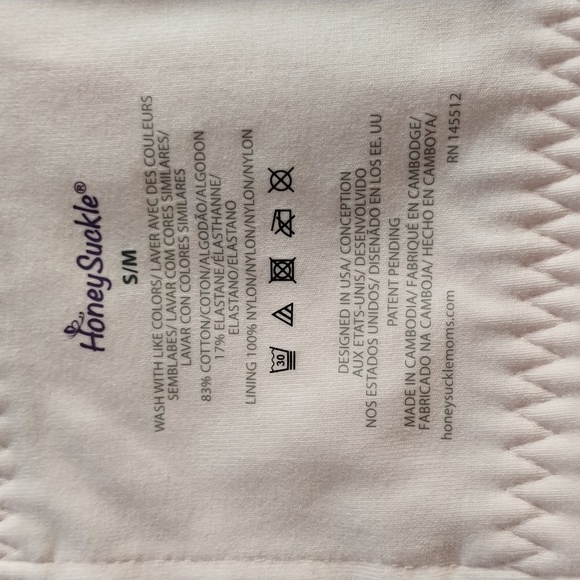 HoneySuckle®
S/M
WASH WITH LIKE COLORS/ LAVER AVEC DES COULEURS
SEMBLABES/ LAVAR COM CORES SIMILARES/
LAVAR CON COLORES SIMILARES
83% COTTON/COTON/ALGODÃO/ALGODON
17% ELASTANE/ÉLASTHANNE/
ELASTANO/ELASTANO
LINING 100% NYLON/NYLON/NYLON/NYLON
30
DESIGNED IN USA/ CONCEPTION
AUX ETATS-UNIS/ DESENVOLVIDO
NOS ESTADOS UNIDOS/ DISENÃDO EN LOS EE. UU
PATENT PENDING
MADE IN CAMBODIA/ FABRIQUÉ EN CAMBODGE/
FABRICADO NA CAMBOJA/ HECHO EN CAMBOYA/
honeysucklemoms.com RN 145512